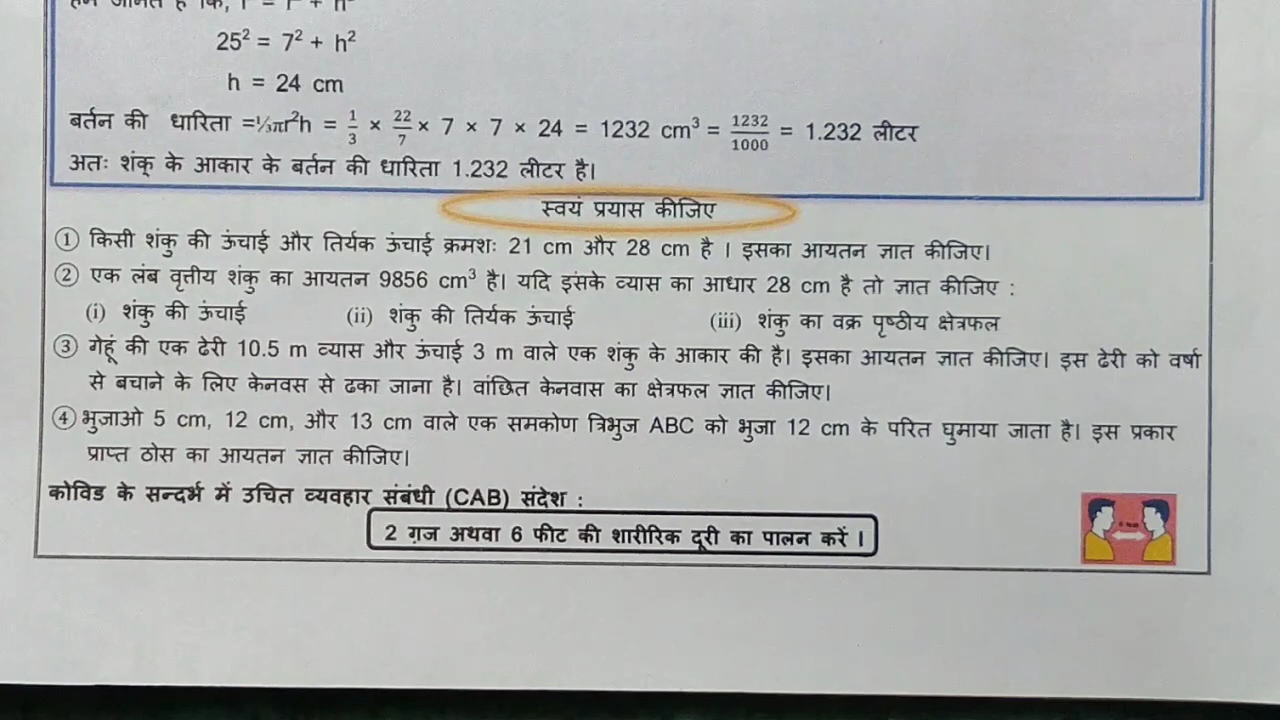 25² = 7² + h²
h = 24 cm
बर्तन की धारिता =⅓πr²h = 1/3 × 22/7 × 7 × 7 × 24 = 1232 cm³ = 1232/1000 = 1.232 लीटर
अतः शंकु के आकार के बर्तन की धारिता 1.232 लीटर है।
स्वयं प्रयास कीजिए
① किसी शंकु की ऊंचाई और तिर्यक ऊंचाई क्रमशः 21 cm और 28 cm है । इसका आयतन ज्ञात कीजिए।
② एक लंब वृत्तीय शंकु का आयतन 9856 cm³ है। यदि इसके व्यास का आधार 28 cm है तो ज्ञात कीजिए :
(i) शंकु की ऊंचाई (ii) शंकु की तिर्यक ऊंचाई (iii) शंकु का वक्र पृष्ठीय क्षेत्रफल
③ गेहूं की एक ढेरी 10.5 m व्यास और ऊंचाई 3 m वाले एक शंकु के आकार की है। इसका आयतन ज्ञात कीजिए। इस ढेरी को वर्षा
से बचाने के लिए केनवस से ढका जाना है। वांछित केनवास का क्षेत्रफल ज्ञात कीजिए।
④ भुजाओ 5 cm, 12 cm, और 13 cm वाले एक समकोण त्रिभुज ABC को भुजा 12 cm के परित घुमाया जाता है। इस प्रकार
प्राप्त ठोस का आयतन ज्ञात कीजिए।
कोविड के सन्दर्भ में उचित व्यवहार संबंधी (CAB) संदेश :
2 ग़ज अथवा 6 फीट की शारीरिक दूरी का पालन करें ।